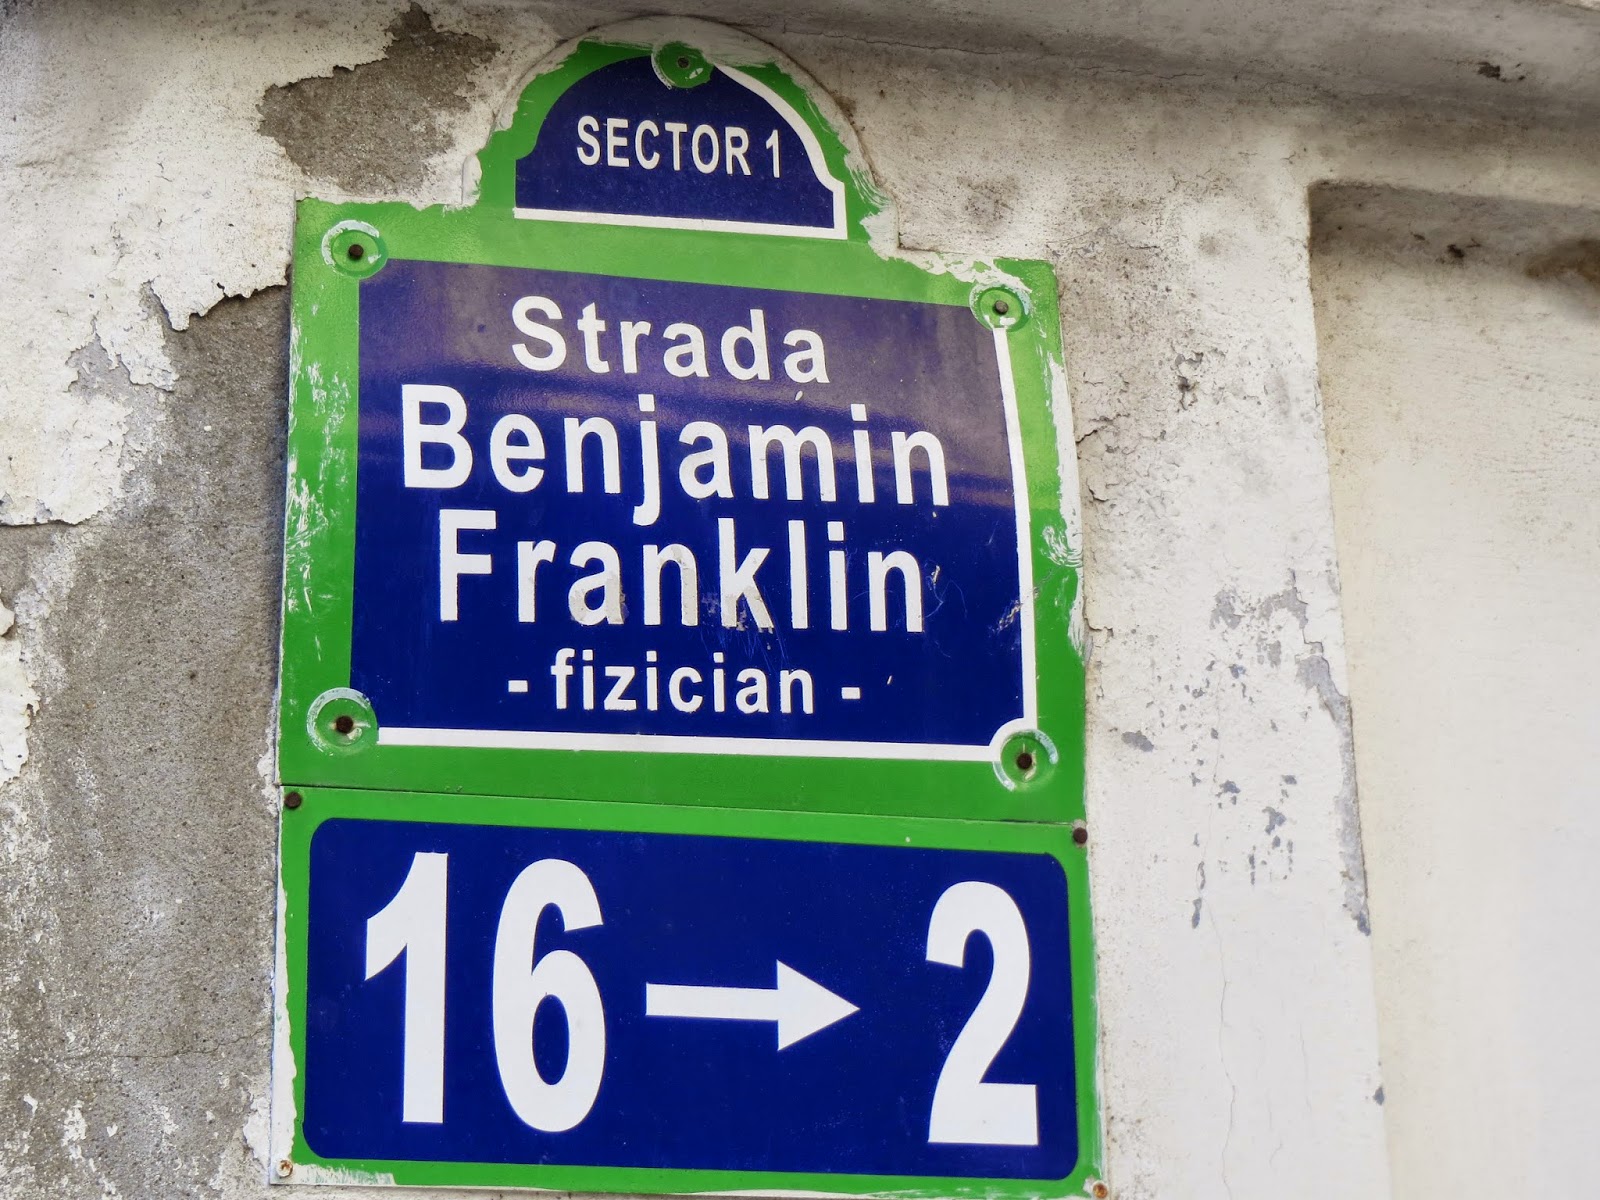 SECTOR 1
Strada
Benjamin
Franklin
- fizician -
16 → 2